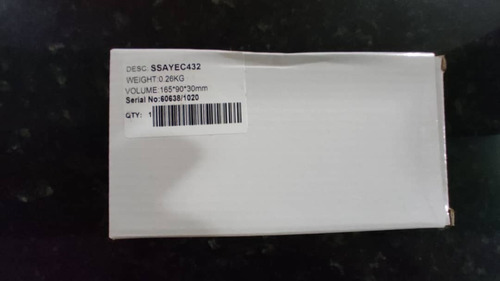 DESC. SSAYEC432
WEIGHT:0.26KG
VOLUME:165*90*30mm
Serial No:60638/1020
QTY: 1